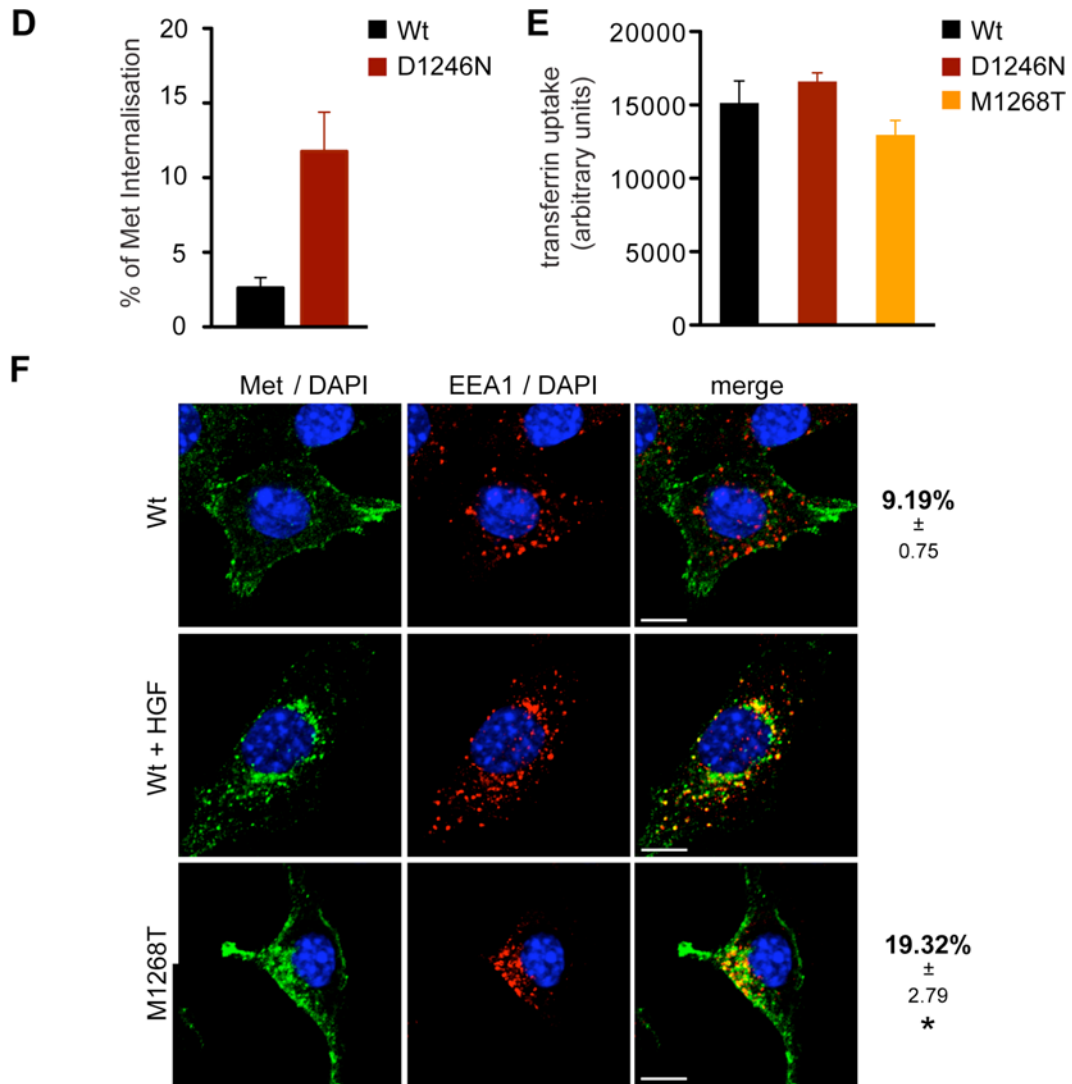 D
20
15
10
5
0
% of Met Internalisation
Wt
D1246N
E
20000
15000
10000
5000
0
transferrin uptake
(arbitrary units)
Wt
D1246N
M1268T
F
Met / DAPI
EEA1 / DAPI
merge
Wt
9.19%
±
0.75
Wt + HGF
M1268T
19.32%
±
2.79
*